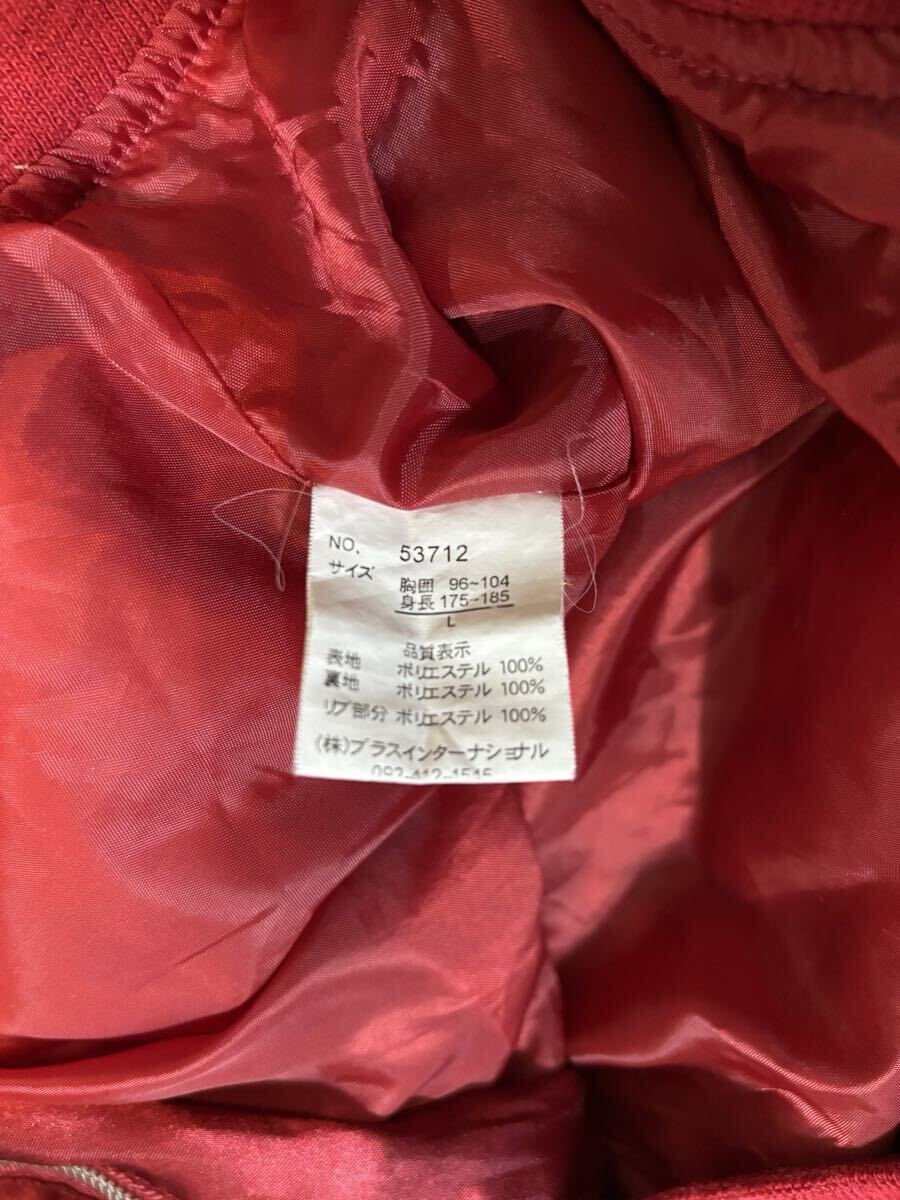 NO. 53712
サイズ 胸囲 96~104
身長 175~185
L
品質表示
表地 ポリエステル 100%
裏地 ポリエステル 100%
リブ部分 ポリエステル 100%
(株)プラスインターナショナル
092-412-1515